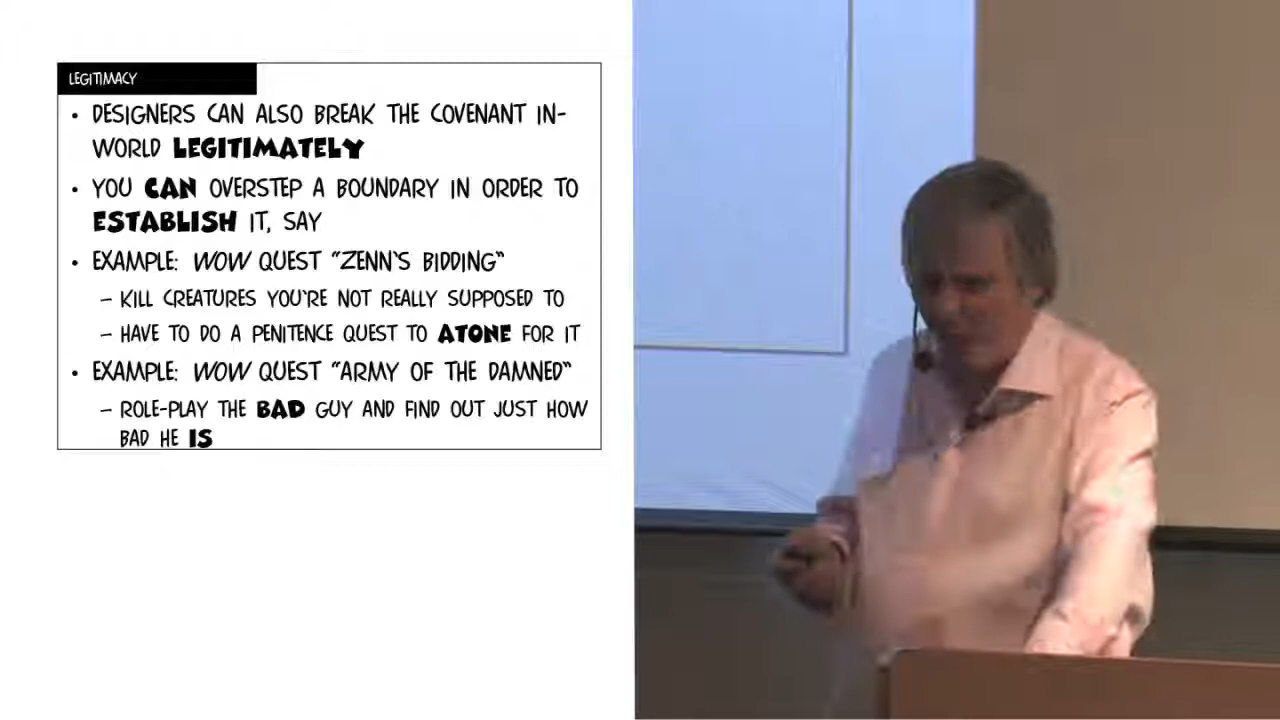 LEGITIMACY
• DESIGNERS CAN ALSO BREAK THE COVENANT IN-
WORLD LEGITIMATELY
• YOU CAN OVERSTEP A BOUNDARY IN ORDER TO
ESTABLISH IT, SAY
• EXAMPLE: WOW QUEST "ZENN'S BIDDING"
– KILL CREATURES YOU'RE NOT REALLY SUPPOSED TO
– HAVE TO DO A PENITENCE QUEST TO ATONE FOR IT
• EXAMPLE: WOW QUEST "ARMY OF THE DAMNED"
– ROLE-PLAY THE BAD GUY AND FIND OUT JUST HOW
BAD HE IS